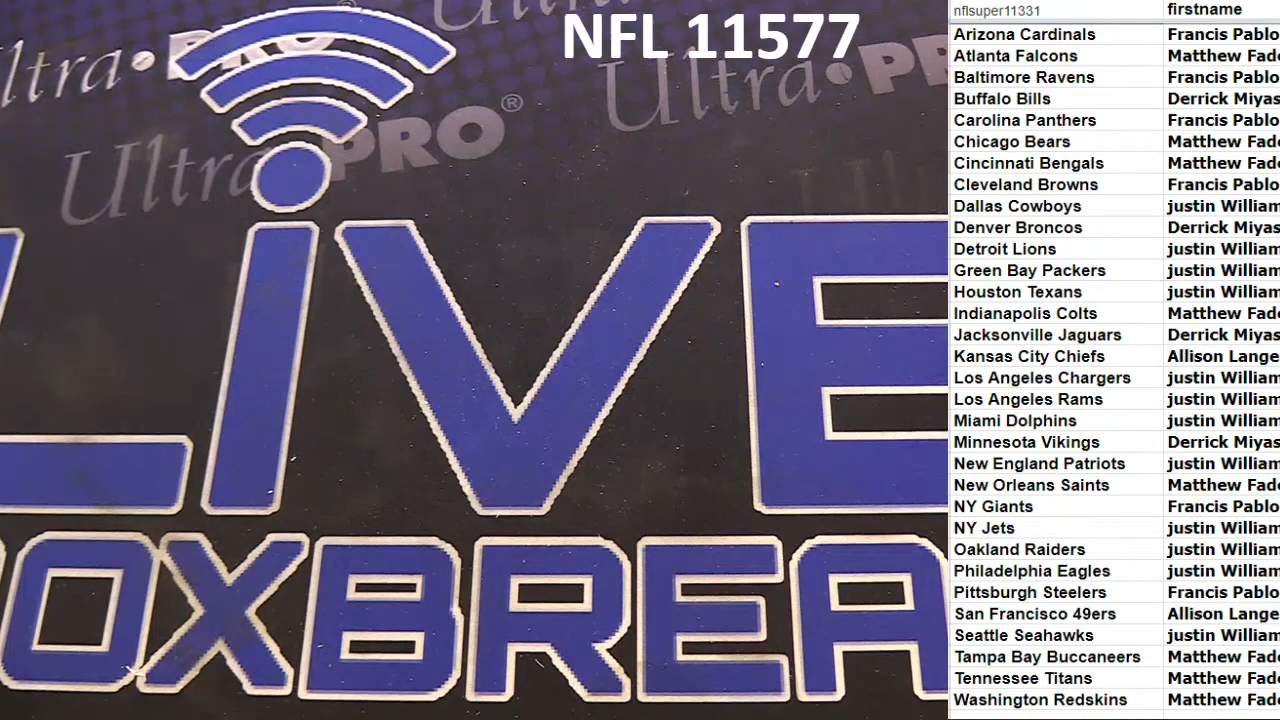 NFL 11577
Ultra PRO
Ultra•PRO
Ultra PRO®
Ultra•PR
LiVE
OXBREA
nflsuper11331 firstname
Arizona Cardinals Francis Pablo
Atlanta Falcons Matthew Fade
Baltimore Ravens Francis Pablo
Buffalo Bills Derrick Miyas
Carolina Panthers Francis Pablo
Chicago Bears Matthew Fade
Cincinnati Bengals Matthew Fade
Cleveland Browns Francis Pablo
Dallas Cowboys justin William
Denver Broncos Derrick Miyas
Detroit Lions justin William
Green Bay Packers justin William
Houston Texans justin William
Indianapolis Colts Matthew Fade
Jacksonville Jaguars Derrick Miyas
Kansas City Chiefs Allison Lange
Los Angeles Chargers justin William
Los Angeles Rams justin William
Miami Dolphins justin William
Minnesota Vikings Derrick Miyas
New England Patriots justin William
New Orleans Saints Matthew Fade
NY Giants Francis Pablo
NY Jets justin William
Oakland Raiders justin William
Philadelphia Eagles justin William
Pittsburgh Steelers Francis Pablo
San Francisco 49ers Allison Lange
Seattle Seahawks justin William
Tampa Bay Buccaneers Matthew Fade
Tennessee Titans Matthew Fade
Washington Redskins Matthew Fade